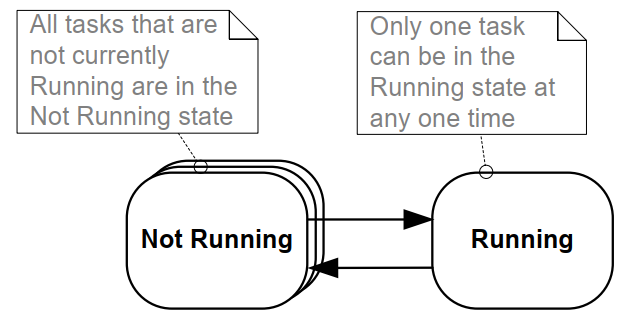 All tasks that are
not currently
Running are in the
Not Running state
Only one task
can be in the
Running state at
any one time
Not Running
Running